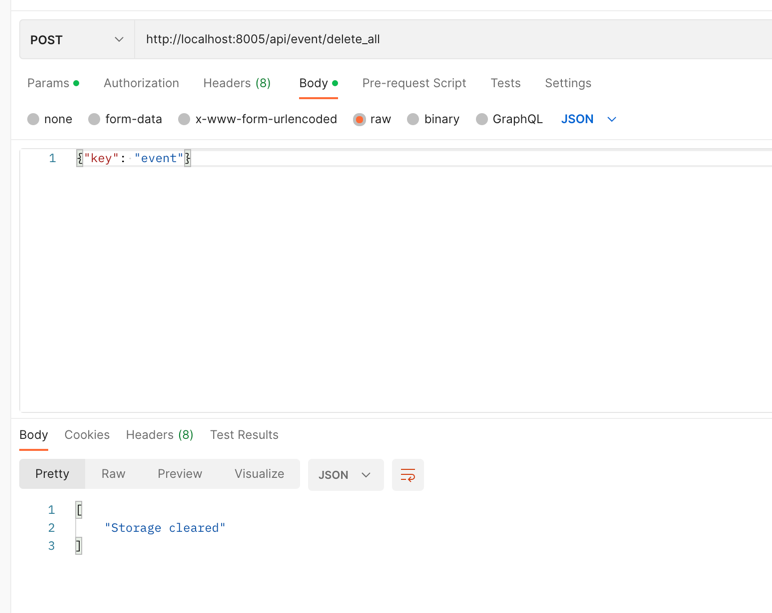 POST http://localhost:8005/api/event/delete_all
Params Authorization Headers (8) Body Pre-request Script Tests Settings
none form-data x-www-form-urlencoded raw binary GraphQL JSON
1 {"key": "event"}
Body Cookies Headers (8) Test Results
Pretty Raw Preview Visualize JSON
1 [
2 "Storage cleared"
3 ]